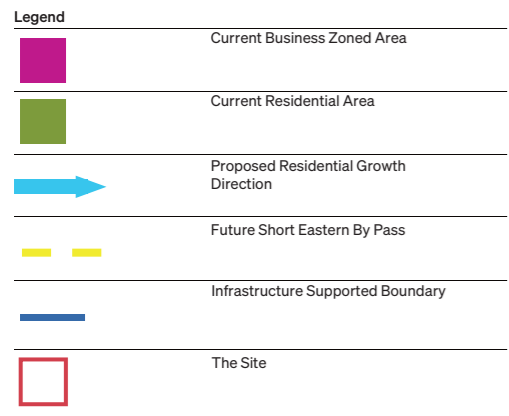 Legend
Current Business Zoned Area
Current Residential Area
Proposed Residential Growth
Direction
Future Short Eastern By Pass
Infrastructure Supported Boundary
The Site